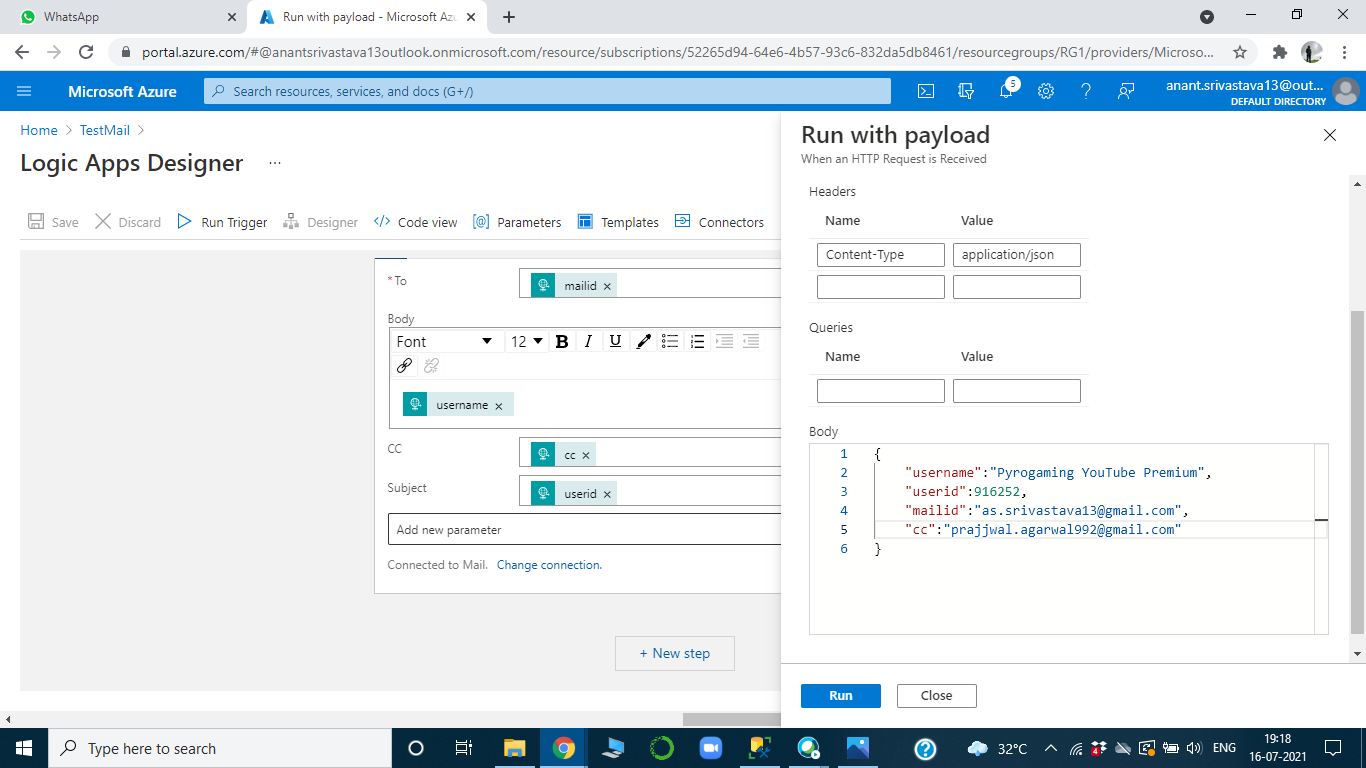 WhatsApp
Run with payload - Microsoft Azu
portal.azure.com/#@anantsrivastava13outlook.onmicrosoft.com/resource/subscriptions/52265d94-64e6-4b57-93c6-832da5db8461/resourcegroups/RG1/providers/Microso...
Microsoft Azure
Search resources, services, and docs (G+/)
5
anant.srivastava13@out...
DEFAULT DIRECTORY
Home > TestMail >
Logic Apps Designer ...
Save Discard Run Trigger Designer Code view Parameters Templates Connectors
* To
mailid ×
Body
Font 12 B I U
username ×
CC
cc ×
Subject
userid ×
Add new parameter
Connected to Mail. Change connection.
+ New step
Run with payload
When an HTTP Request is Received
Headers
Name Value
Content-Type application/json
Queries
Name Value
Body
1 {
2 "username":"Pyrogaming YouTube Premium",
3 "userid":916252,
4 "mailid":"as.srivastava13@gmail.com",
5 "cc":"prajjwal.agarwal992@gmail.com"
6 }
Run Close
Type here to search
32°C
4
ENG
19:18
16-07-2021